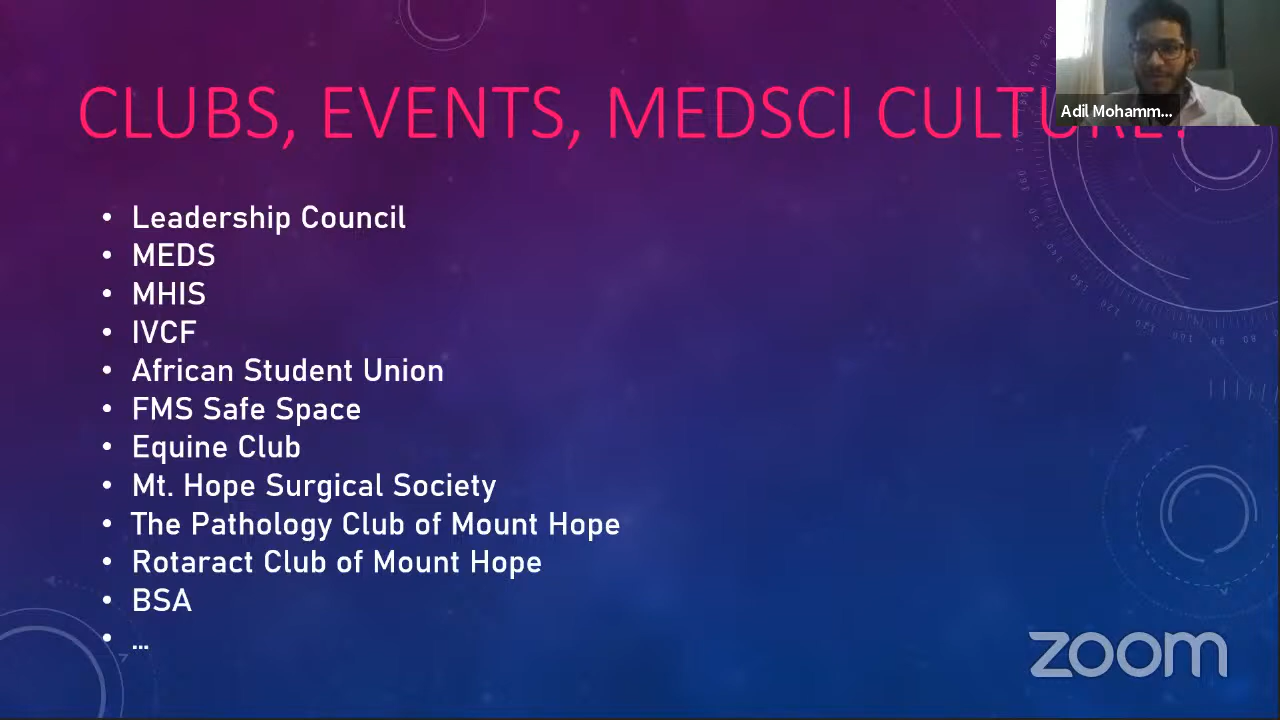 CLUBS, EVENTS, MEDSCI CULTURE?
Adil Mohamm...
• Leadership Council
• MEDS
• MHIS
• IVCF
• African Student Union
• FMS Safe Space
• Equine Club
• Mt. Hope Surgical Society
• The Pathology Club of Mount Hope
• Rotaract Club of Mount Hope
• BSA
• ...
zoom